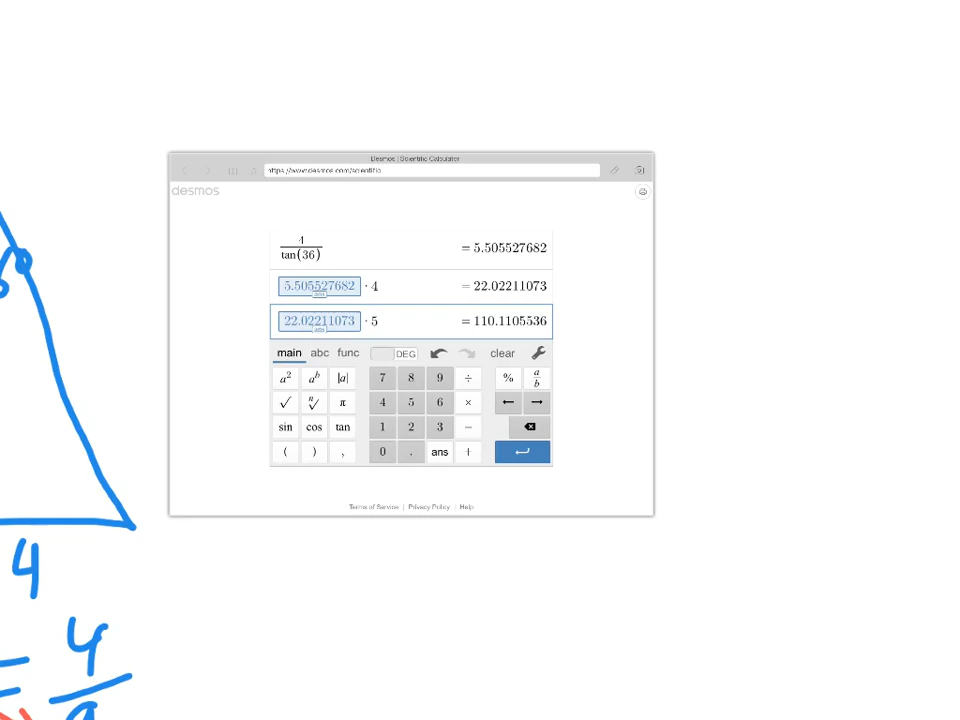 Desmos | Scientific Calculator
https://www.desmos.com/scientific
desmos
4
tan(36)
= 5.505527682
5.505527682 · 4 = 22.02211073
ans
22.02211073 · 5 = 110.1105536
ans
main abc func DEG clear
a² aᵇ |a| 7 8 9 ÷ % a/b
√ ⁿ√ π 4 5 6 × ← →
sin cos tan 1 2 3 −
( ) , 0 . ans +
Terms of Service | Privacy Policy | Help
4
= 4